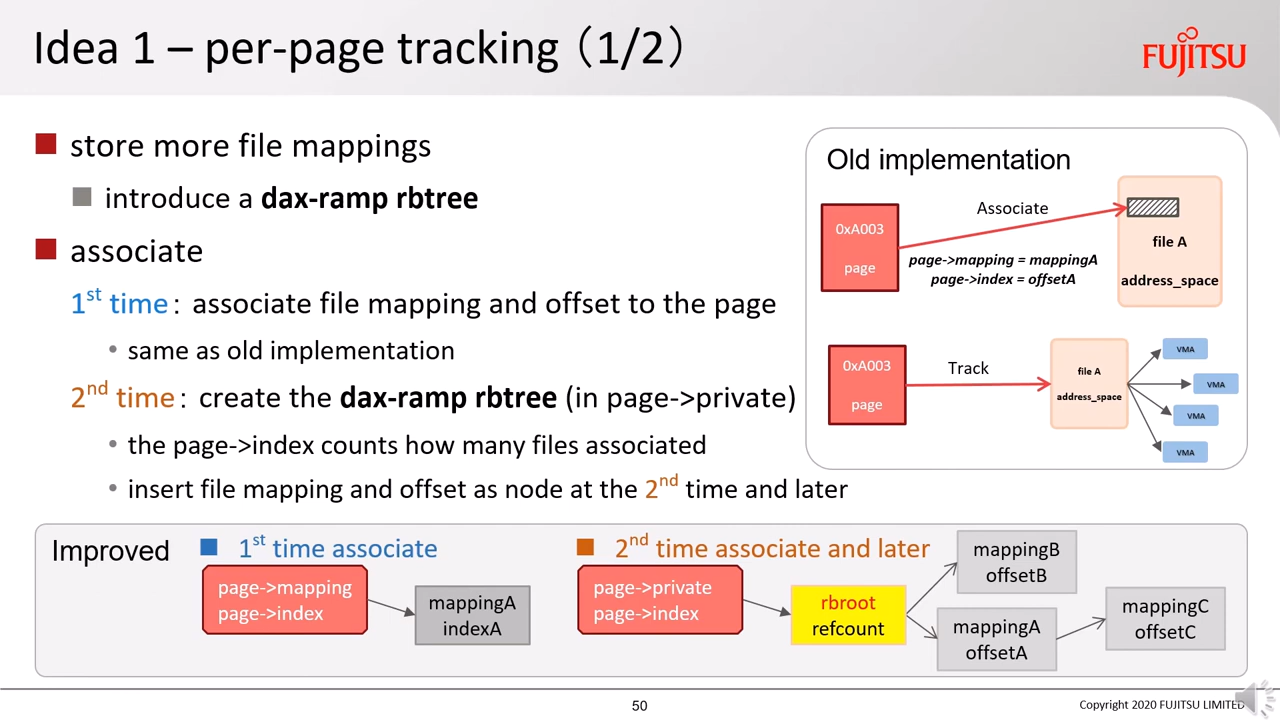 Idea 1 – per-page tracking（1/2）
FUJITSU
store more file mappings
introduce a dax-ramp rbtree
associate
1st time： associate file mapping and offset to the page
• same as old implementation
2nd time： create the dax-ramp rbtree (in page->private)
• the page->index counts how many files associated
• insert file mapping and offset as node at the 2nd time and later
Old implementation
0xA003
page
Associate
page->mapping = mappingA
page->index = offsetA
file A
address_space
0xA003
page
Track
file A
address_space
VMA
VMA
VMA
VMA
Improved
1st time associate
page->mapping
page->index
mappingA
indexA
2nd time associate and later
page->private
page->index
rbroot
refcount
mappingB
offsetB
mappingA
offsetA
mappingC
offsetC
50
Copyright 2020 FUJITSU LIMITED